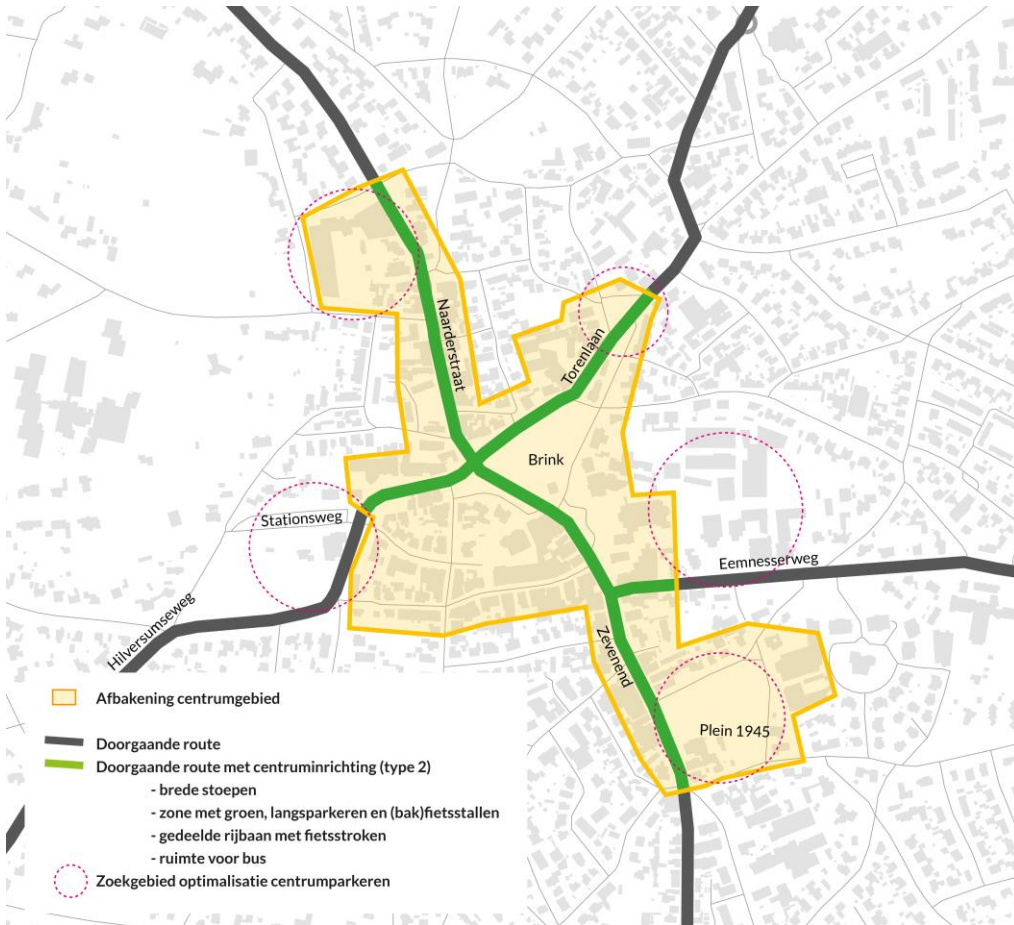 Naarderstraat
Torenlaan
Brink
Stationsweg
Eemnesserweg
Hilversumseweg
Zevenend
Plein 1945
Afbakening centrumgebied
Doorgaande route
Doorgaande route met centruminrichting (type 2)
- brede stoepen
- zone met groen, langsparkeren en (bak)fietsstallen
- gedeelde rijbaan met fietsstroken
- ruimte voor bus
Zoekgebied optimalisatie centrumparkeren